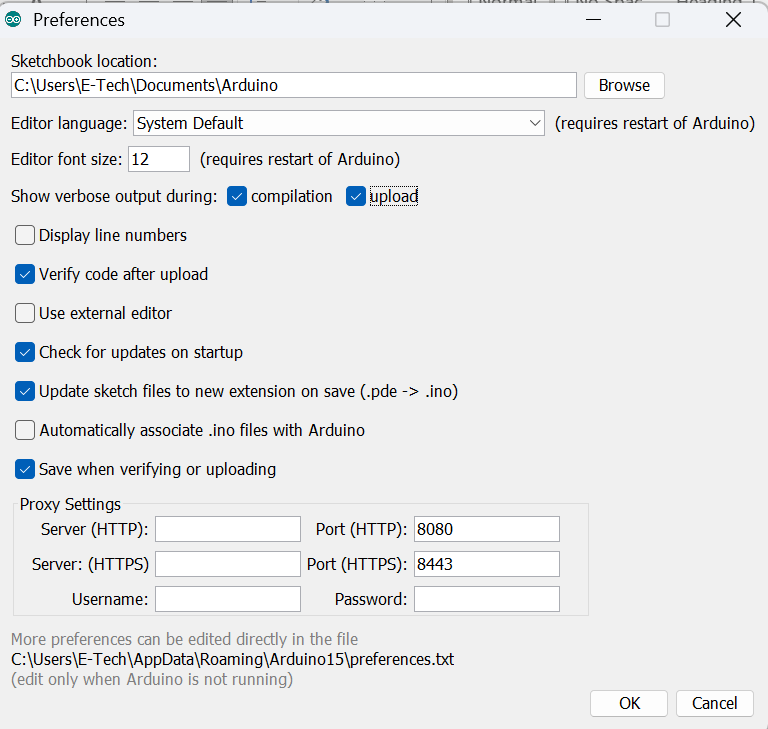 Preferences
Sketchbook location:
C:\Users\E-Tech\Documents\Arduino
Browse
Editor language: System Default (requires restart of Arduino)
Editor font size: 12 (requires restart of Arduino)
Show verbose output during: compilation upload
Display line numbers
Verify code after upload
Use external editor
Check for updates on startup
Update sketch files to new extension on save (.pde -> .ino)
Automatically associate .ino files with Arduino
Save when verifying or uploading
Proxy Settings
Server (HTTP): Port (HTTP): 8080
Server: (HTTPS) Port (HTTPS): 8443
Username: Password:
More preferences can be edited directly in the file
C:\Users\E-Tech\AppData\Roaming\Arduino15\preferences.txt
(edit only when Arduino is not running)
OK Cancel